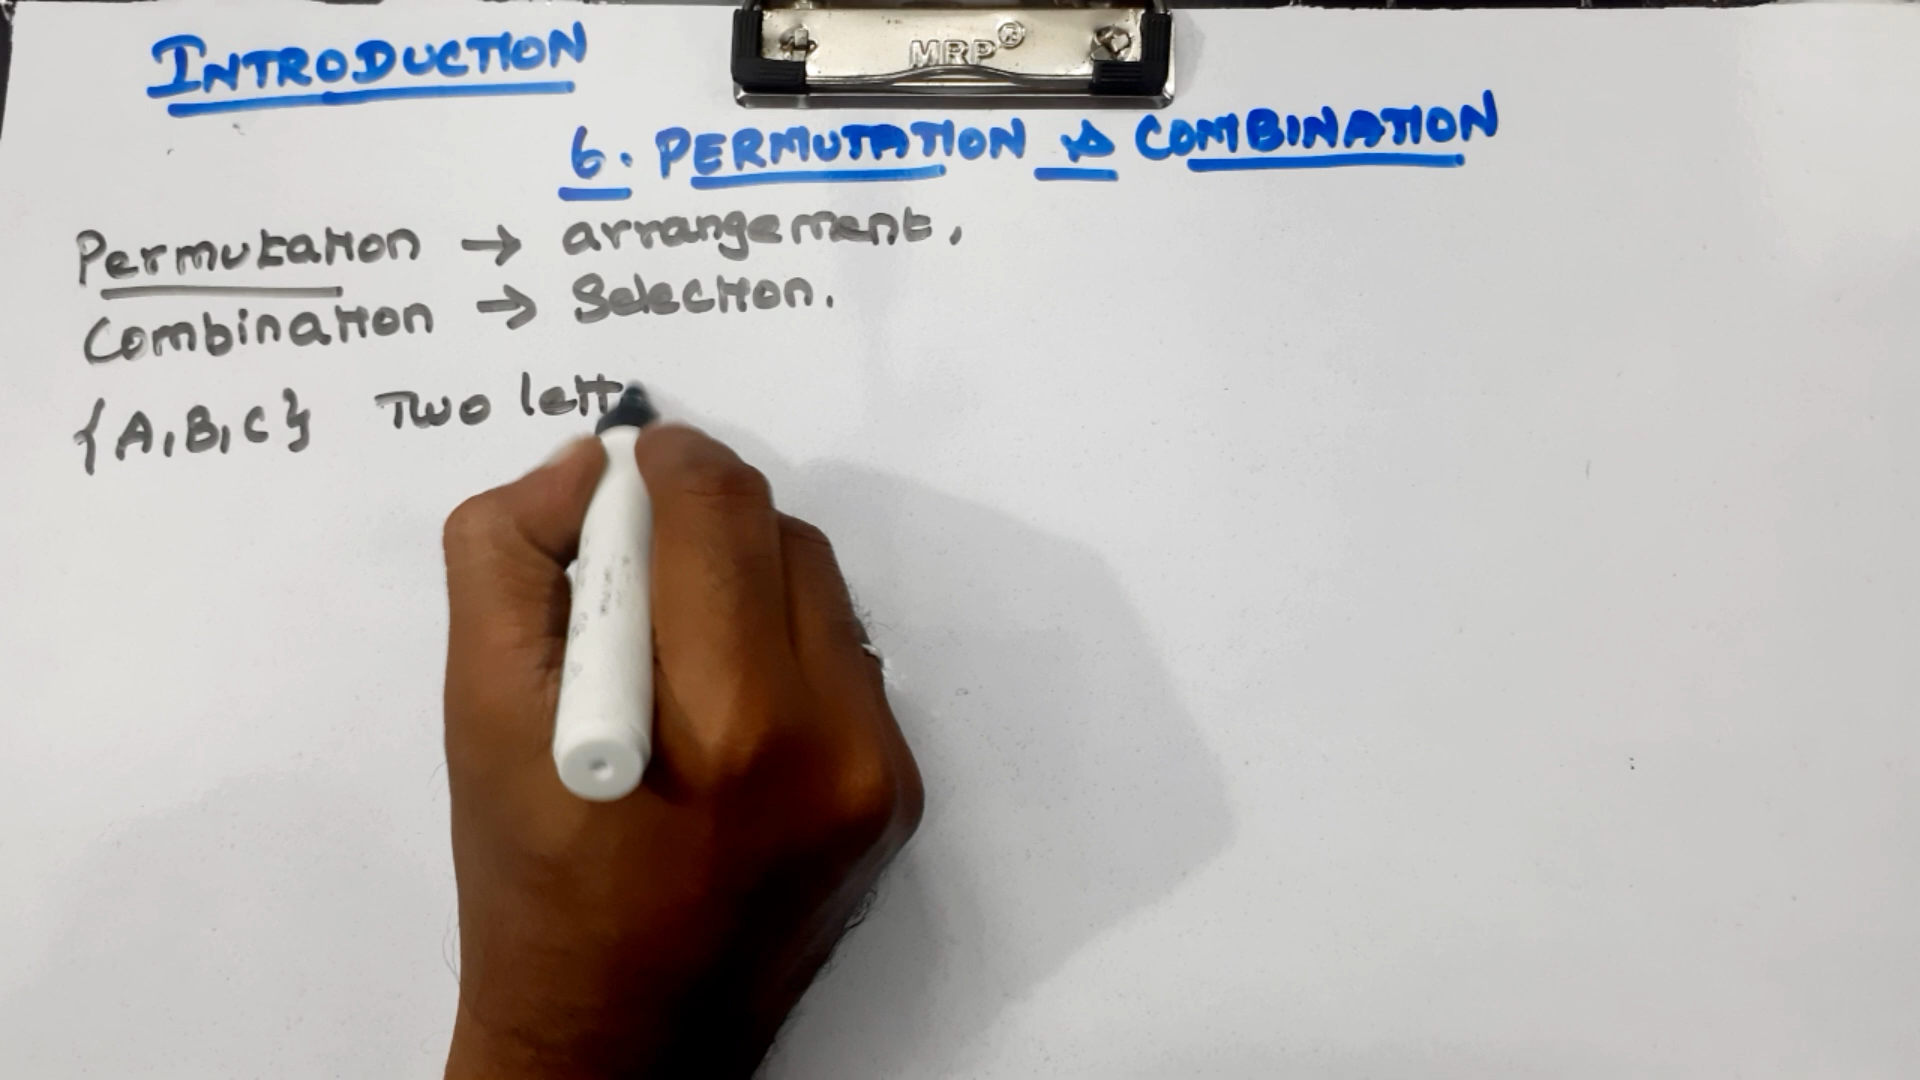 INTRODUCTION
MRP®
6. PERMUTATION & COMBINATION
Permutation → arrangement.
Combination → Selection.
{A,B,C} Two lett